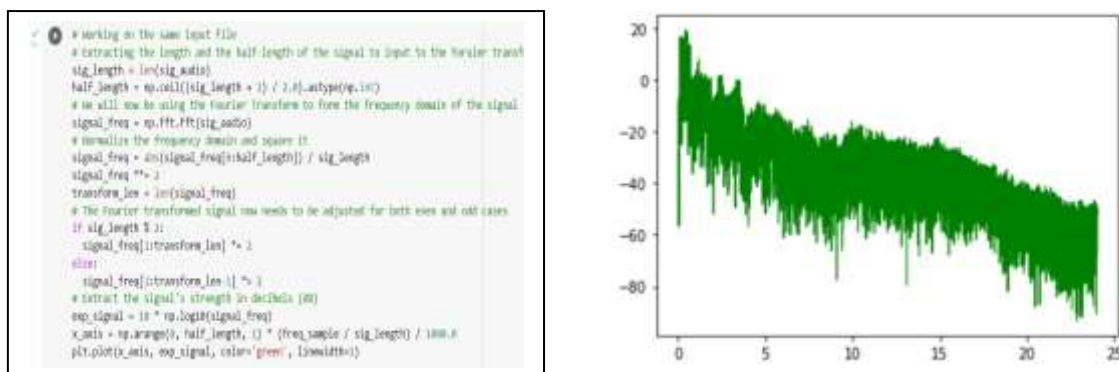 # Working on the same input file
# Extracting the length and the half-length of the signal to input to the
sig_length = len(sig_audio)
half_length = np.ceil((sig_length + 1) / 2.0).astype(np.int)
# We will now be using the Fourier Transform to form the frequency domain of the signal
signal_freq = np.fft.fft(sig_audio)
# Normalize the frequency domain and square it
signal_freq = abs(signal_freq[0:half_length]) / sig_length
signal_freq **= 2
transform_len = len(signal_freq)
# The Fourier transformed signal now needs to be adjusted for both even and odd cases
if sig_length % 2:
signal_freq[1:transform_len] *= 2
else:
signal_freq[1:transform_len-1] *= 2
# Extract the signal's strength in decibels (dB)
exp_signal = 10 * np.log10(signal_freq)
x_axis = np.arange(0, half_length, 1) * (freq_sample / sig_length) / 1000.0
plt.plot(x_axis, exp_signal, color='green', linewidth=1)
20
0
−20
−40
−60
−80
0 5 10 15 20 25